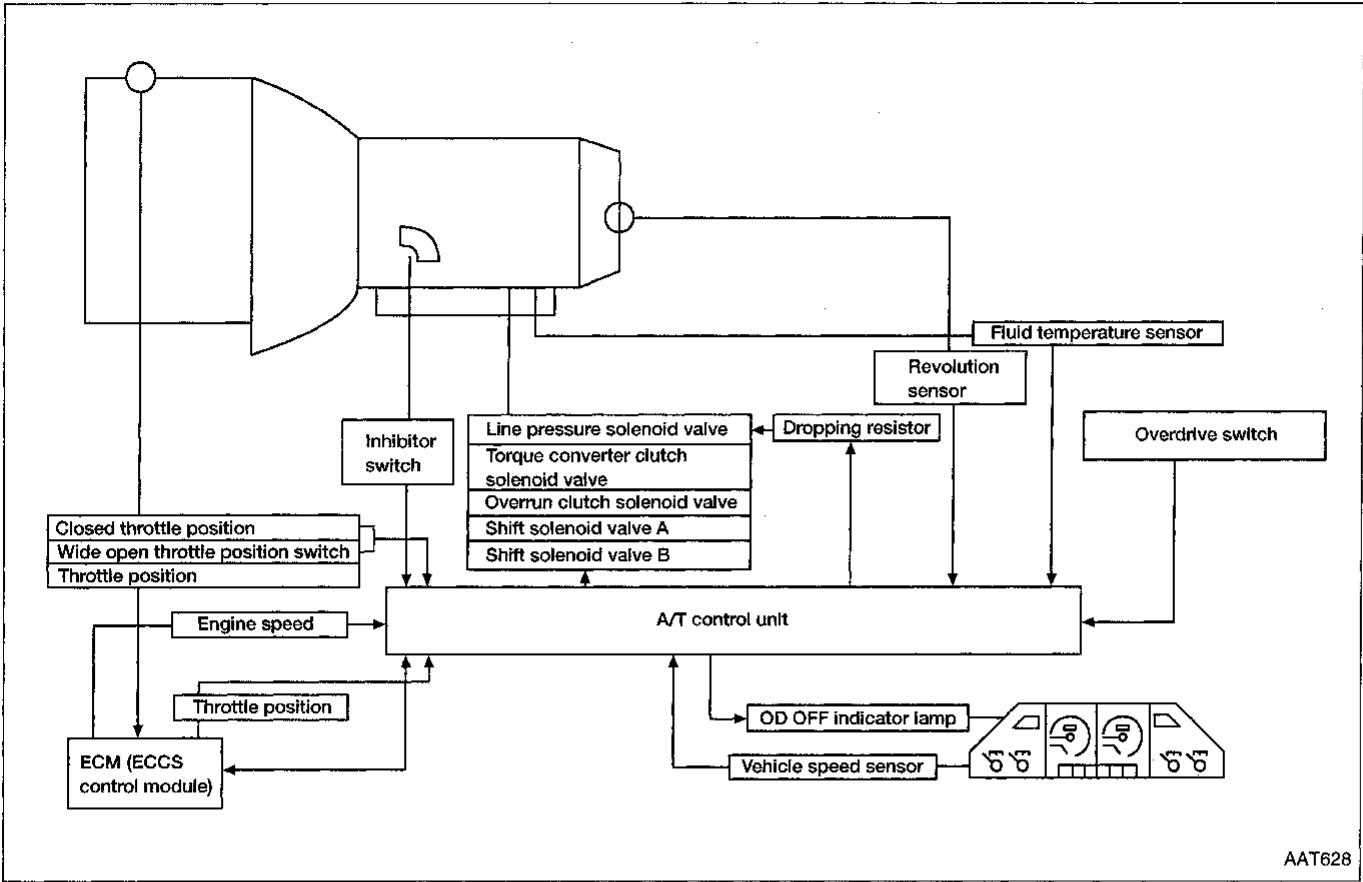 Fluid temperature sensor
Revolution
sensor
Line pressure solenoid valve
Dropping resistor
Overdrive switch
Inhibitor
switch
Torque converter clutch
solenoid valve
Overrun clutch solenoid valve
Shift solenoid valve A
Shift solenoid valve B
Closed throttle position
Wide open throttle position switch
Throttle position
Engine speed
A/T control unit
Throttle position
OD OFF indicator lamp
ECM (ECCS
control module)
Vehicle speed sensor
AAT628